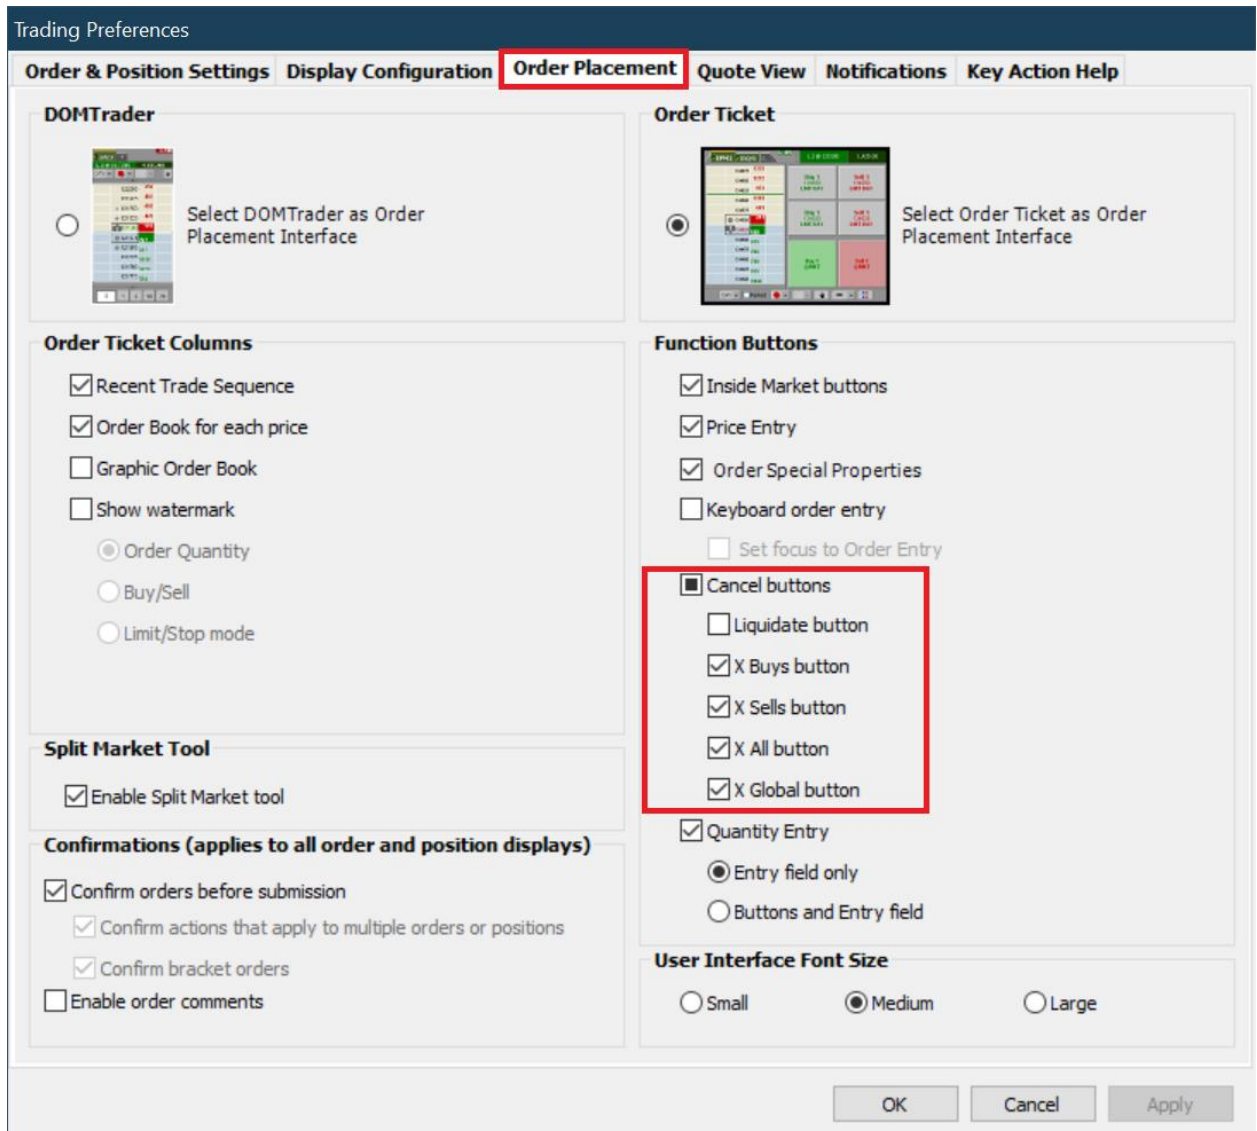 Trading Preferences
Order & Position Settings Display Configuration Order Placement Quote View Notifications Key Action Help
DOMTrader
Select DOMTrader as Order
Placement Interface
Order Ticket
Select Order Ticket as Order
Placement Interface
Order Ticket Columns
Recent Trade Sequence
Order Book for each price
Graphic Order Book
Show watermark
Order Quantity
Buy/Sell
Limit/Stop mode
Split Market Tool
Enable Split Market tool
Confirmations (applies to all order and position displays)
Confirm orders before submission
Confirm actions that apply to multiple orders or positions
Confirm bracket orders
Enable order comments
Function Buttons
Inside Market buttons
Price Entry
Order Special Properties
Keyboard order entry
Set focus to Order Entry
Cancel buttons
Liquidate button
X Buys button
X Sells button
X All button
X Global button
Quantity Entry
Entry field only
Buttons and Entry field
User Interface Font Size
Small Medium Large
OK Cancel Apply